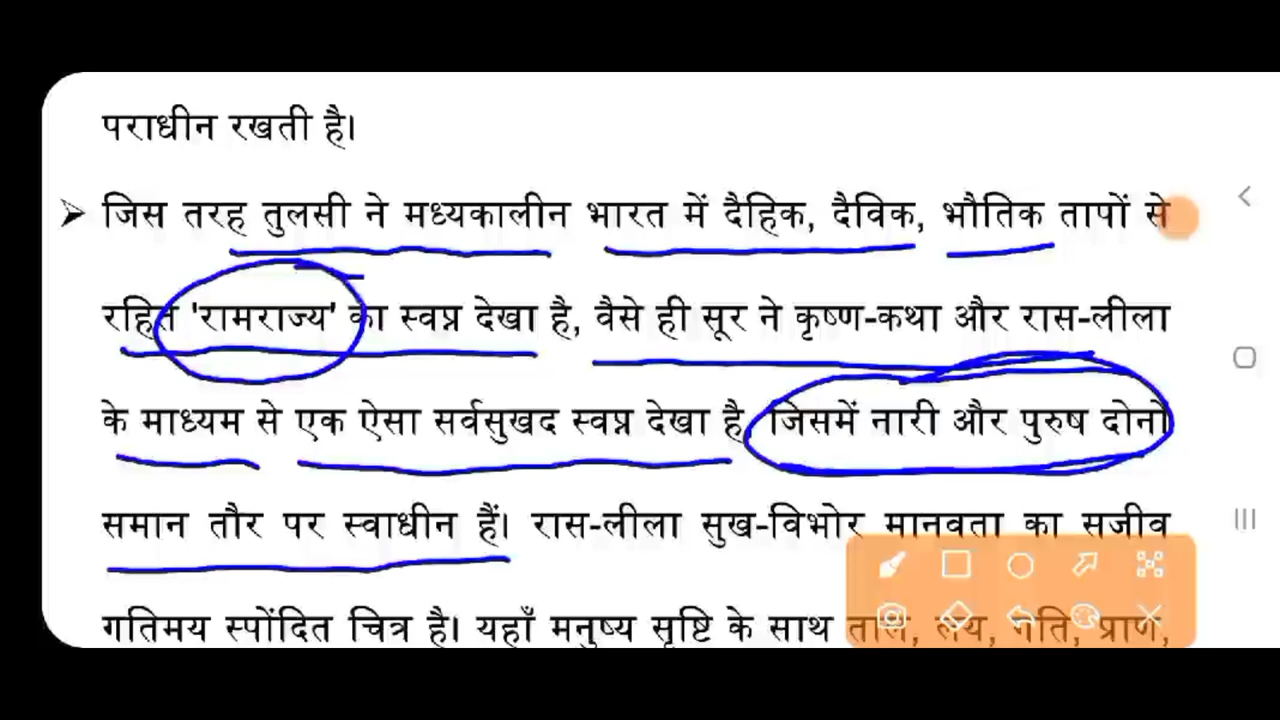 पराधीन रखती है।
➤ जिस तरह तुलसी ने मध्यकालीन भारत में दैहिक, दैविक, भौतिक तापों से
रहित 'रामराज्य' का स्वप्न देखा है, वैसे ही सूर ने कृष्ण-कथा और रास-लीला
के माध्यम से एक ऐसा सर्वसुखद स्वप्न देखा है जिसमें नारी और पुरुष दोनों
समान तौर पर स्वाधीन हैं। रास-लीला सुख-विभोर मानवता का सजीव
गतिमय स्पोंदित चित्र है। यहाँ मनुष्य सृष्टि के साथ ताल, लय, गति, प्राण,